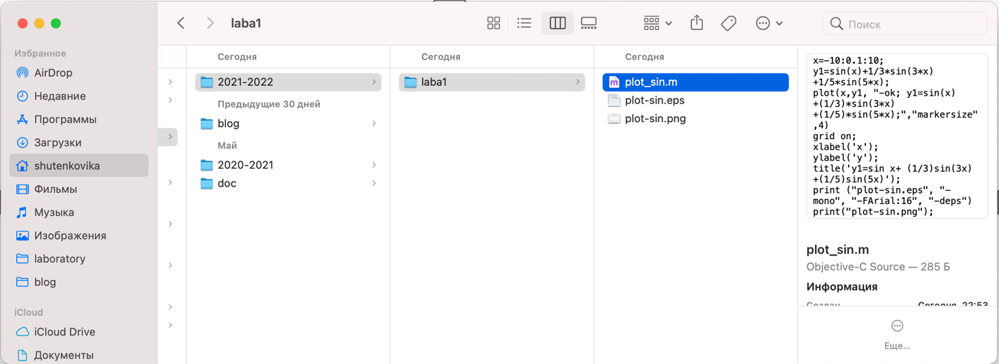 laba1
Поиск
Избранное
AirDrop
Недавние
Программы
Загрузки
shutenkovika
Фильмы
Музыка
Изображения
laboratory
blog
iCloud
iCloud Drive
Документы
Сегодня
2021-2022
Предыдущие 30 дней
blog
Май
2020-2021
doc
Сегодня
laba1
Сегодня
plot_sin.m
plot-sin.eps
plot-sin.png
x=-10:0.1:10;
y1=sin(x)+1/3*sin(3*x)
+1/5*sin(5*x);
plot(x,y1, "-ok; y1=sin(x)
+(1/3)*sin(3*x)
+(1/5)*sin(5*x);","markersize"
,4)
grid on;
xlabel('x');
ylabel('y');
title('y1=sin x+ (1/3)sin(3x)
+(1/5)sin(5x)');
print ("plot-sin.eps", "-
mono", "-FArial:16", "-deps")
print("plot-sin.png");
plot_sin.m
Objective-C Source — 285 Б
Информация
Создан Сегодня, 22:53
Еще...